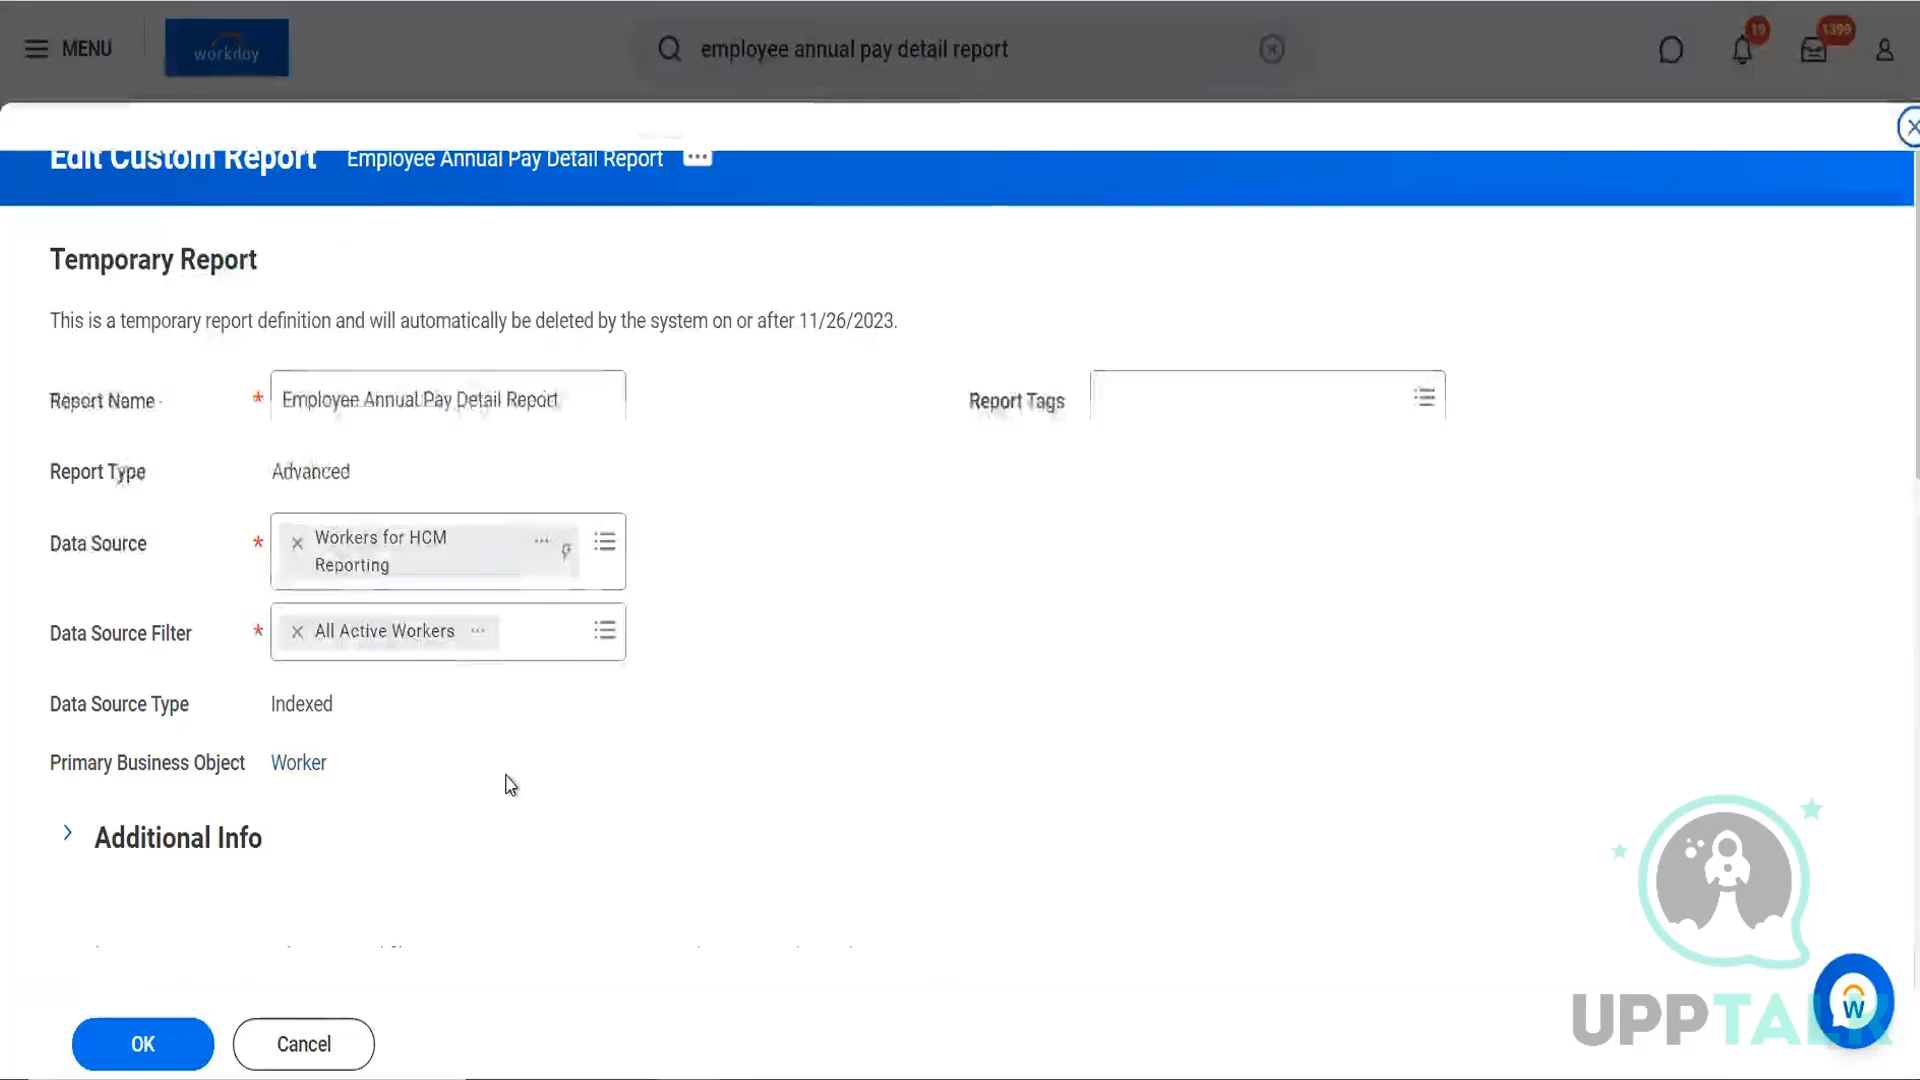 MENU
workday
employee annual pay detail report
19
1399
Edit Custom Report
Employee Annual Pay Detail Report
Temporary Report
This is a temporary report definition and will automatically be deleted by the system on or after 11/26/2023.
Report Name
*
Employee Annual Pay Detail Report
Report Tags
Report Type
Advanced
Data Source
*
Workers for HCM
Reporting
Data Source Filter
*
All Active Workers
Data Source Type
Indexed
Primary Business Object
Worker
Additional Info
OK
Cancel
UPPTALK
W